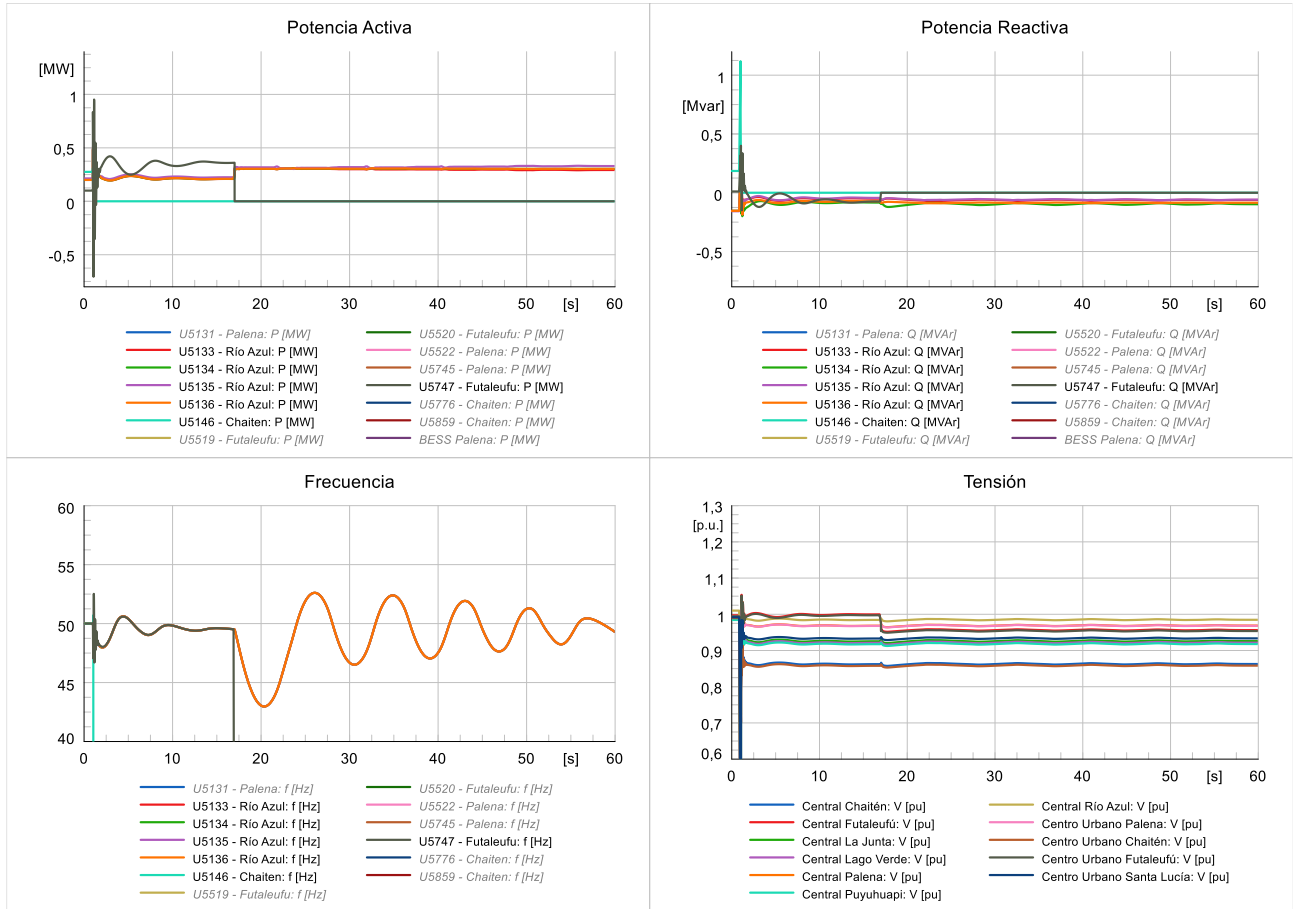 Potencia Activa
[MW]
1
0,5
0
-0,5
0 10 20 30 40 [s] 60
U5131 - Palena: P [MW]
U5133 - Río Azul: P [MW]
U5134 - Río Azul: P [MW]
U5135 - Río Azul: P [MW]
U5136 - Río Azul: P [MW]
U5146 - Chaiten: P [MW]
U5519 - Futaleufu: P [MW]
U5520 - Futaleufu: P [MW]
U5522 - Palena: P [MW]
U5745 - Palena: P [MW]
U5747 - Futaleufu: P [MW]
U5776 - Chaiten: P [MW]
U5859 - Chaiten: P [MW]
BESS Palena: P [MW]
Potencia Reactiva
1
[Mvar]
0,5
0
-0,5
0 10 20 30 40 [s] 60
U5131 - Palena: Q [MVAr]
U5133 - Río Azul: Q [MVAr]
U5134 - Río Azul: Q [MVAr]
U5135 - Río Azul: Q [MVAr]
U5136 - Río Azul: Q [MVAr]
U5146 - Chaiten: Q [MVAr]
U5519 - Futaleufu: Q [MVAr]
U5520 - Futaleufu: Q [MVAr]
U5522 - Palena: Q [MVAr]
U5745 - Palena: Q [MVAr]
U5747 - Futaleufu: Q [MVAr]
U5776 - Chaiten: Q [MVAr]
U5859 - Chaiten: Q [MVAr]
BESS Palena: Q [MVAr]
Frecuencia
60
55
50
45
40
0 10 20 30 40 [s] 60
U5131 - Palena: f [Hz]
U5133 - Río Azul: f [Hz]
U5134 - Río Azul: f [Hz]
U5135 - Río Azul: f [Hz]
U5136 - Río Azul: f [Hz]
U5146 - Chaiten: f [Hz]
U5519 - Futaleufu: f [Hz]
U5520 - Futaleufu: f [Hz]
U5522 - Palena: f [Hz]
U5745 - Palena: f [Hz]
U5747 - Futaleufu: f [Hz]
U5776 - Chaiten: f [Hz]
U5859 - Chaiten: f [Hz]
Tensión
1,3
[p.u.]
1,2
1,1
1
0,9
0,8
0,7
0,6
0 10 20 30 40 [s] 60
Central Chaitén: V [pu]
Central Futaleufú: V [pu]
Central La Junta: V [pu]
Central Lago Verde: V [pu]
Central Palena: V [pu]
Central Puyuhuapi: V [pu]
Central Río Azul: V [pu]
Centro Urbano Palena: V [pu]
Centro Urbano Chaitén: V [pu]
Centro Urbano Futaleufú: V [pu]
Centro Urbano Santa Lucía: V [pu]